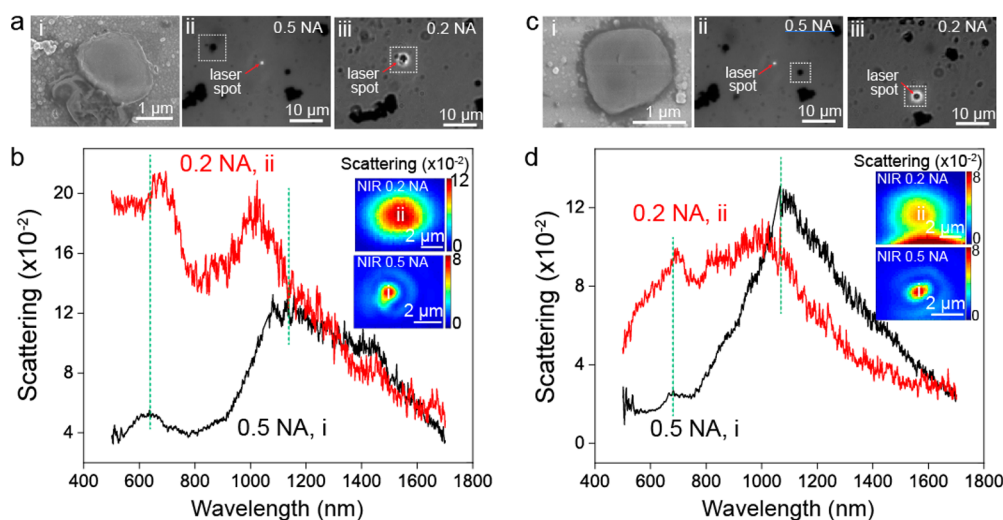 a
i
1 µm
ii
0.5 NA
laser
spot
10 µm
iii
0.2 NA
laser
spot
10 µm
c
i
1 µm
ii
0.5 NA
laser
spot
10 µm
iii
0.2 NA
laser
spot
10 µm
b
Scattering (x10-2)
20
16
12
8
4
400 600 800 1000 1200 1400 1600 1800
Wavelength (nm)
0.2 NA, ii
0.5 NA, i
Scattering (x10-2)
NIR 0.2 NA
ii
2 µm
12
0
NIR 0.5 NA
i
2 µm
8
0
d
Scattering (x10-2)
12
8
4
0
400 600 800 1000 1200 1400 1600 1800
Wavelength (nm)
0.2 NA, ii
0.5 NA, i
Scattering (x10-2)
NIR 0.2 NA
ii
2 µm
8
0
NIR 0.5 NA
i
2 µm
8
0